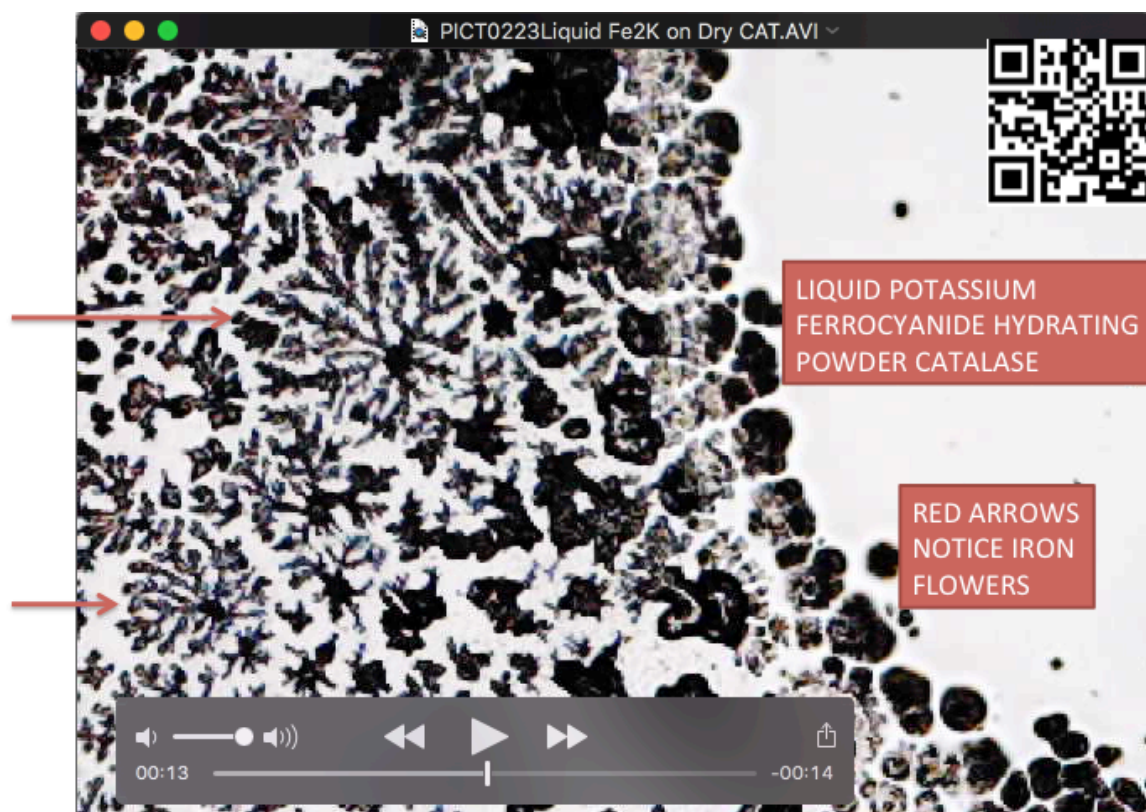 PICT0223Liquid Fe2K on Dry CAT.AVI
LIQUID POTASSIUM
FERROCYANIDE HYDRATING
POWDER CATALASE
RED ARROWS
NOTICE IRON
FLOWERS
00:13
-00:14